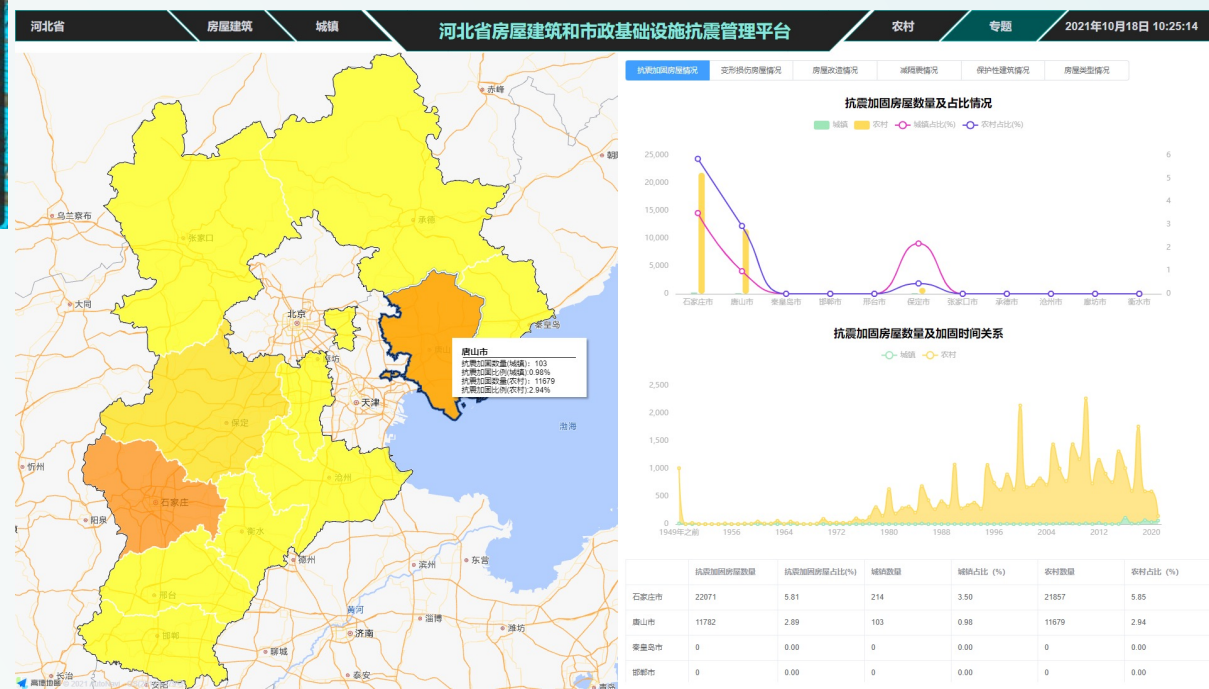 河北省
房屋建筑
城镇
河北省房屋建筑和市政基础设施抗震管理平台
农村
专题
2021年10月18日 10:25:14
抗震加固房屋情况
变形损伤房屋情况
房屋改造情况
减隔震情况
保护性建筑情况
房屋类型情况
赤峰
乌兰察布
张家口
承德
大同
北京
秦皇岛
天津
渤海
保定
忻州
沧州
石家庄
阳泉
衡水
德州
滨州
东营
邢台
黄河
淄博
潍坊
济南
邯郸
聊城
泰安
长治
安阳
青岛
高德地图
唐山市
抗震加固数量(城镇): 103
抗震加固比例(城镇):0.98%
抗震加固数量(农村): 11679
抗震加固比例(农村):2.94%
抗震加固房屋数量及占比情况
城镇 农村 城镇占比(%) 农村占比(%)
25,000
20,000
15,000
10,000
5,000
0
6
5
4
3
2
1
0
石家庄市 唐山市 秦皇岛市 邯郸市 邢台市 保定市 张家口市 承德市 沧州市 廊坊市 衡水市
抗震加固房屋数量及加固时间关系
城镇 农村
2,500
2,000
1,500
1,000
500
0
1949年之前 1956 1964 1972 1980 1988 1996 2004 2012 2020
抗震加固房屋数量 抗震加固房屋占比(%) 城镇数量 城镇占比 (%) 农村数量 农村占比 (%)
石家庄市 22071 5.81 214 3.50 21857 5.85
唐山市 11782 2.89 103 0.98 11679 2.94
秦皇岛市 0 0.00 0 0.00 0 0.00
邯郸市 0 0.00 0 0.00 0 0.00